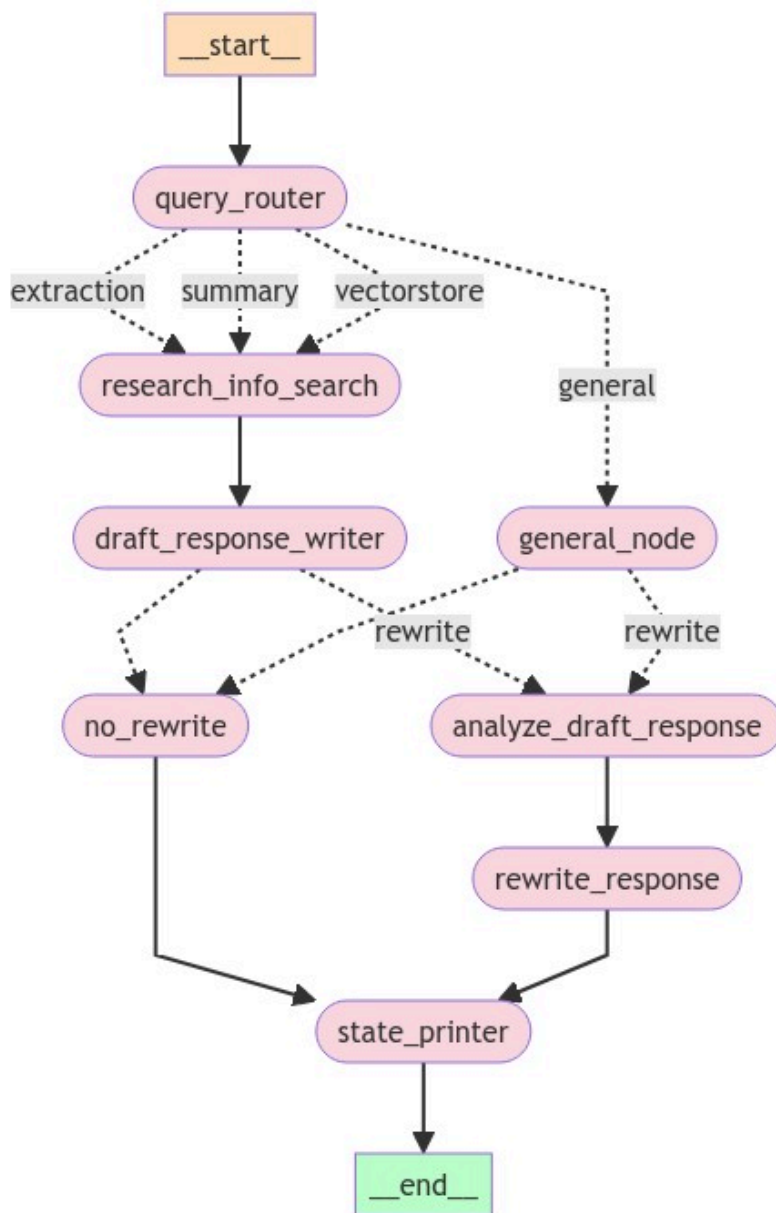 __start__
query_router
extraction
summary
vectorstore
research_info_search
general
draft_response_writer
general_node
rewrite
rewrite
no_rewrite
analyze_draft_response
rewrite_response
state_printer
__end__